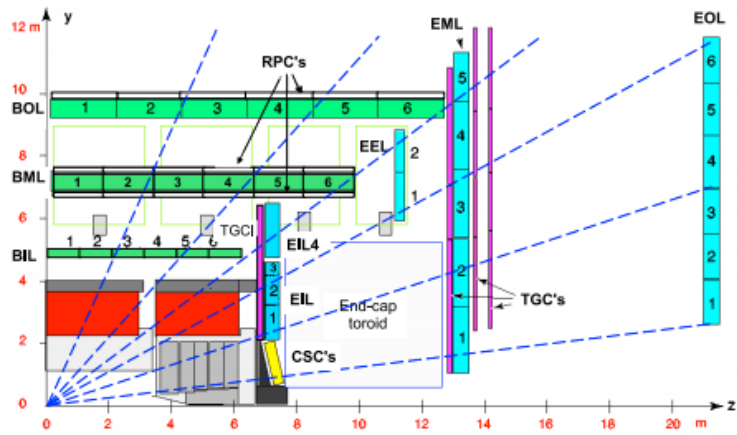 12 m
y
EML
EOL
RPC's
10
BOL
1 2 3 4 5 6
5
6
EEL
2
4
5
8
BML
1 2 3 4 5 6
1
4
6
TGCI
3
3
BIL
1 2 3 4 5 6
EIL4
2
2
4
3
2
1
EIL
End-cap
toroid
TGC's
1
1
2
CSC's
0
z
0 2 4 6 8 10 12 14 16 18 20 m